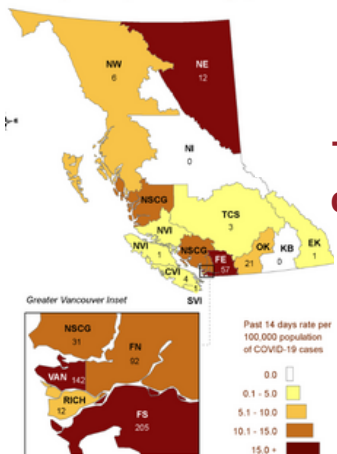 NW
6
NE
12
NI
0
NSCG
TCS
3
NVI
NVI
1
NSCG
OK
21
KB
0
EK
1
FE
57
CVI
4
SVI
Greater Vancouver Inset
NSCG
31
FN
92
VAN
142
RICH
12
FS
205
Past 14 days rate per
100,000 population
of COVID-19 cases
0.0
0.1 - 5.0
5.1 - 10.0
10.1 - 15.0
15.0 +